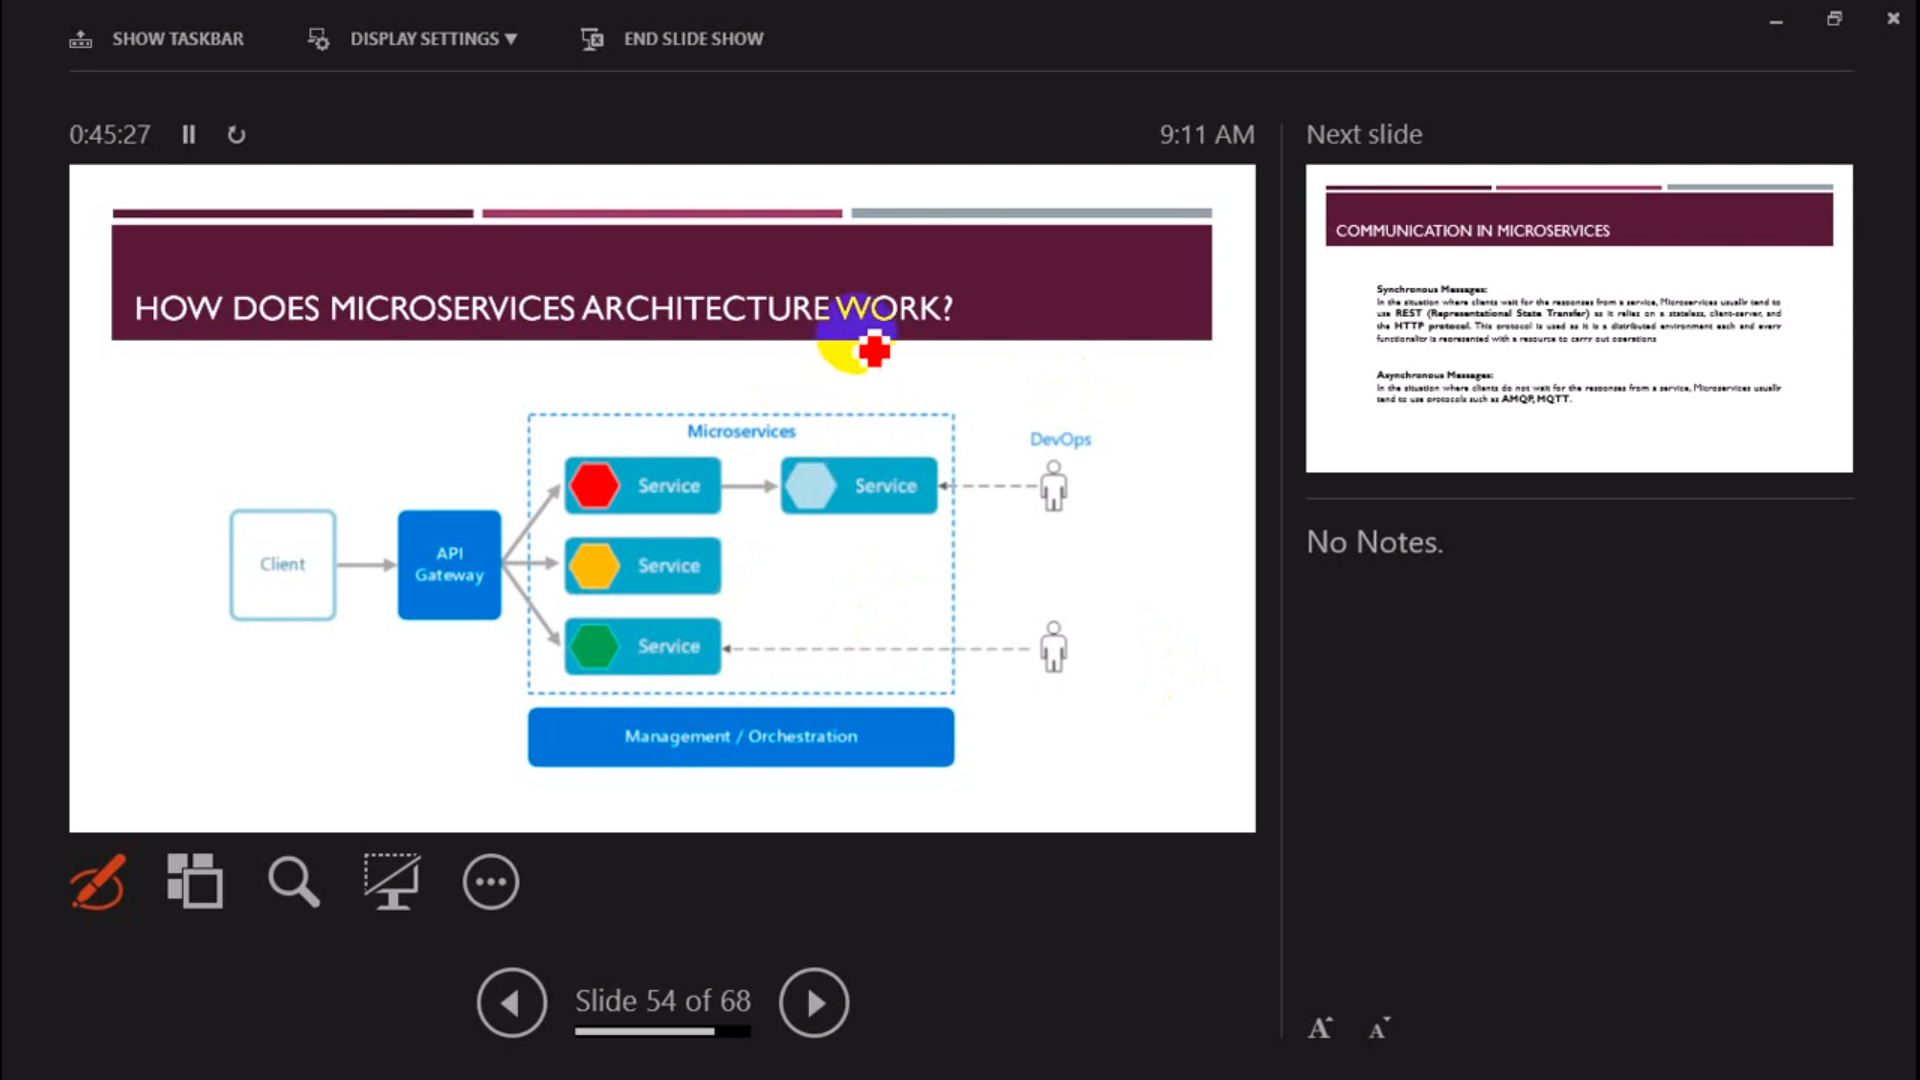 SHOW TASKBAR
DISPLAY SETTINGS ▼
END SLIDE SHOW
0:45:27
9:11 AM
HOW DOES MICROSERVICES ARCHITECTURE WORK?
Microservices
DevOps
Service
Service
Client
API
Gateway
Service
Service
Management / Orchestration
Slide 54 of 68
Next slide
COMMUNICATION IN MICROSERVICES
Synchronous Messages:
In the situation where clients wait for the responses from a service, Microservices usually tend to
use REST (Representational State Transfer) as it relies on a stateless, client-server, and
the HTTP protocol. This protocol is used as it is a distributed environment each and every
functionality is represented with a resource to carry out operations
Asynchronous Messages:
In the situation where clients do not wait for the responses from a service, Microservices usually
tend to use protocols such as AMQP, MQTT.
No Notes.
A A